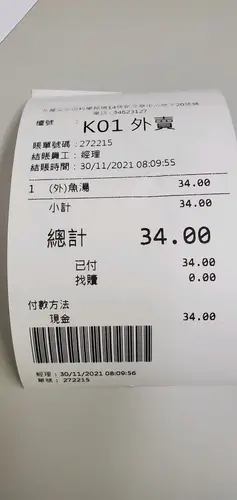 電話:34623127
檯號 : K01 外賣
賬單號碼:272215
結賬員工:經理
結賬時間:30/11/2021 08:09:55
1 (外)魚湯 34.00
小計 34.00
總計 34.00
已付 34.00
找贖 0.00
付款方法
現金 34.00
經理:30/11/2021 08:09:56
單號: 272215